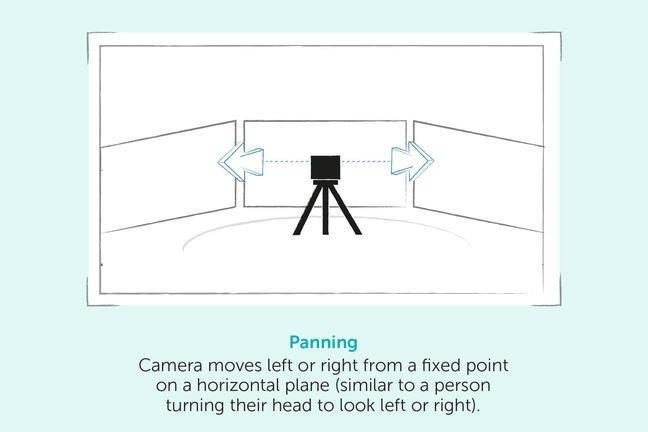 Panning
Camera moves left or right from a fixed point
on a horizontal plane (similar to a person
turning their head to look left or right).